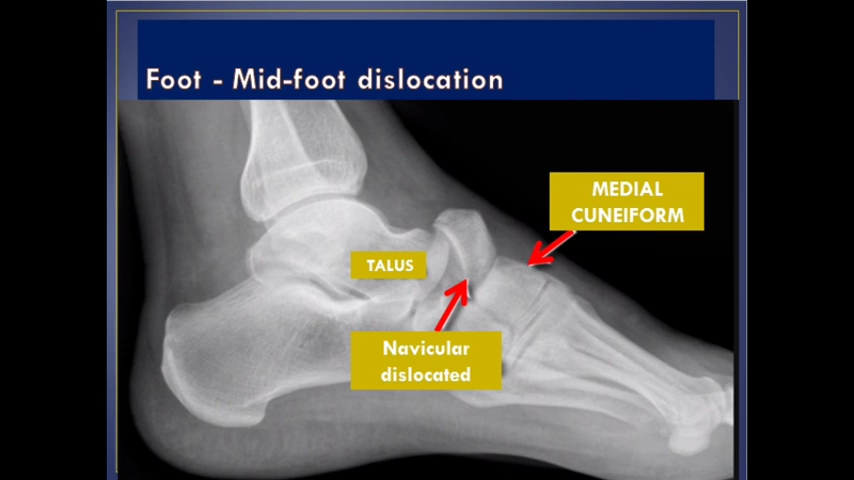 Foot - Mid-foot dislocation
MEDIAL
CUNEIFORM
TALUS
Navicular
dislocated